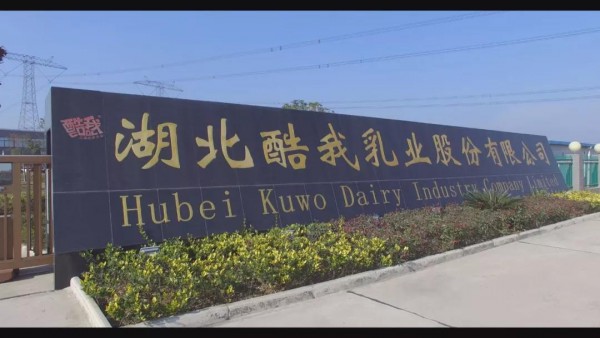 酷我
湖北酷我乳业股份有限公司
Hubei Kuwo Dairy Industry Company Limited